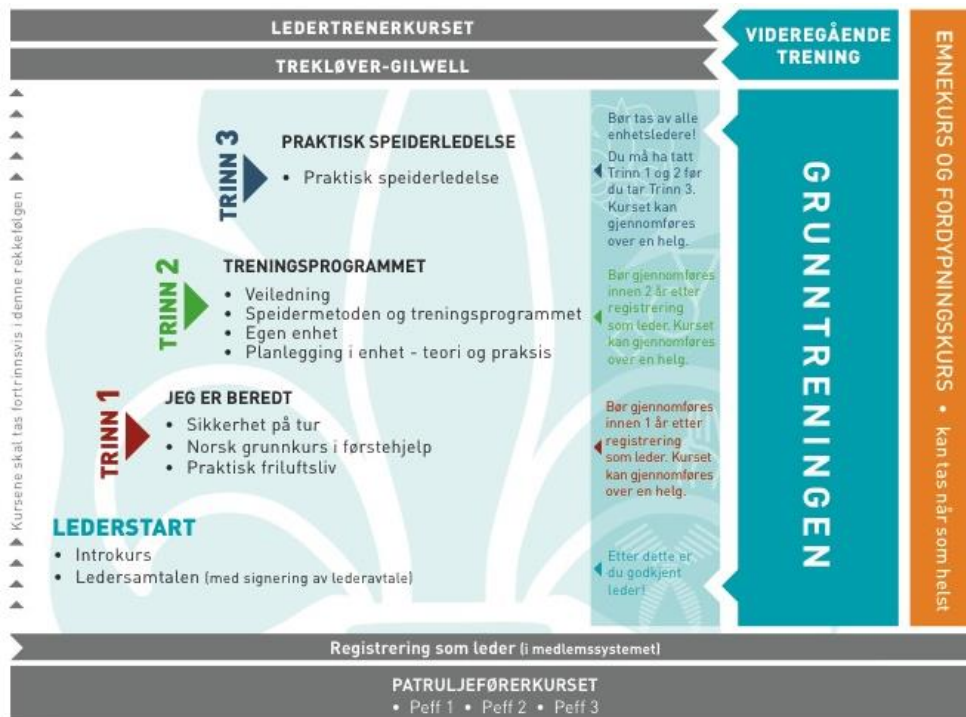 LEDERTRENERKURSET
TREKLØVER-GILWELL
VIDEREGÅENDE
TRENING
EMNEKURS OG FORDYPNINGSKURS • kan tas når som helst
Kursene skal tas fortrinnsvis i denne rekkefølgen
TRINN 3
PRAKTISK SPEIDERLEDELSE
• Praktisk speiderledelse
Bør tas av alle
enhetsledere!
Du må ha tatt
Trinn 1 og 2 før
du tar Trinn 3.
Kurset kan
gjennomføres
over en helg.
GRUNNTRENINGEN
TRINN 2
TRENINGSPROGRAMMET
• Veiledning
• Speidermetoden og treningsprogrammet
• Egen enhet
• Planlegging i enhet - teori og praksis
Bør gjennomføres
innen 2 år etter
registrering
som leder. Kurset
kan gjennomføres
over en helg.
TRINN 1
JEG ER BEREDT
• Sikkerhet på tur
• Norsk grunnkurs i førstehjelp
• Praktisk friluftsliv
Bør gjennomføres
innen 1 år etter
registrering
som leder. Kurset
kan gjennomføres
over en helg.
LEDERSTART
• Introkurs
• Ledersamtalen (med signering av lederavtale)
Etter dette er
du godkjent
leder!
Registrering som leder (i medlemssystemet)
PATRULJEFØRERKURSET
• Peff 1 • Peff 2 • Peff 3